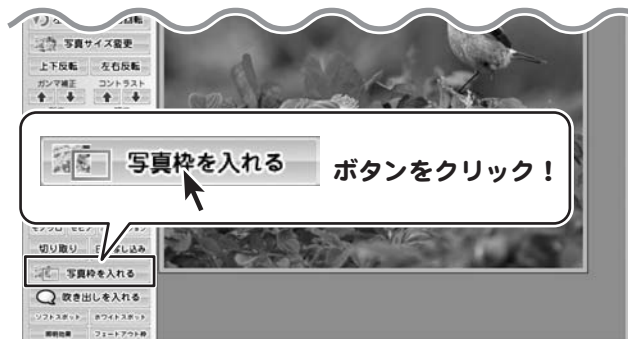 写真サイズ変更
上下反転 左右反転
ガンマ補正 コントラスト
写真枠を入れる ボタンをクリック！
切り取り
写真枠を入れる
吹き出しを入れる
ソフトスポット ホワイトスポット
照明効果 フェードアウト枠